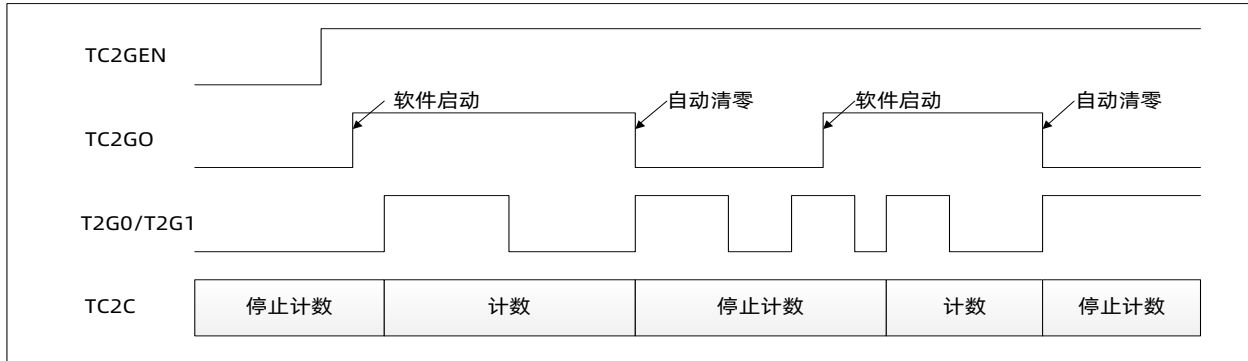 TC2GEN
软件启动 自动清零 软件启动 自动清零
TC2GO
T2G0/T2G1
TC2C 停止计数 计数 停止计数 计数 停止计数